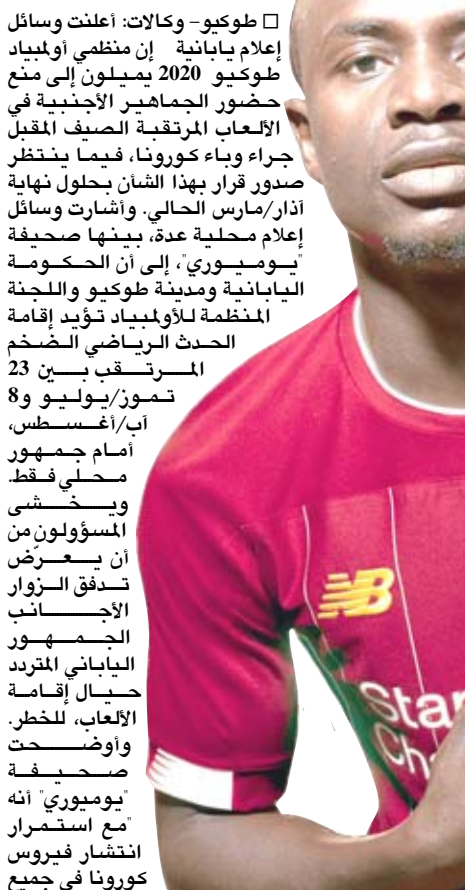 □ طوكيو- وكالات: أعلنت وسائل
إعلام يابانية إن منظمي أولمبياد
طوكيو 2020 يميلون إلى منع
حضور الجماهير الأجنبية في
الألعاب المرتقبة الصيف المقبل
جراء وباء كورونا، فيما ينتظر
صدور قرار بهذا الشأن بحلول نهاية
آذار/مارس الحالي. وأشارت وسائل
إعلام محلية عدة، بينها صحيفة
"يوميوري"، إلى أن الحكومة
اليابانية ومدينة طوكيو واللجنة
المنظمة للأولمبياد تؤيد إقامة
الحدث الرياضي الضخم
المرتقب بين 23
تموز/يوليو و8
آب/أغسطس،
أمام جمهور
محلي فقط.
ويخشى
المسؤولون من
أن يعرّض
تدفق الزوار
الأجانب
الجمهور
الياباني المتردد
حيال إقامة
الألعاب، للخطر.
وأوضحت
صحيفة
"يوميوري" أنه
"مع استمرار
انتشار فيروس
كورونا في جميع
NB
Star
Ch